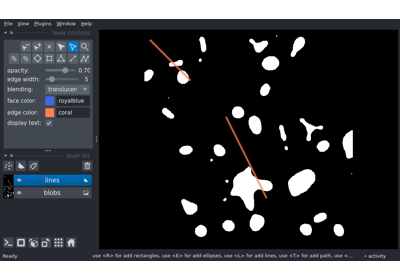 File View Plugins Window Help
layer controls
opacity: 0.70
edge width: 5
blending: translucen
face color: royalblue
edge color: coral
display text:
layer list
lines
blobs
Ready use <R> for add rectangles, use <E> for add ellipses, use <L> for add lines, use <T> for add path, use <... activity